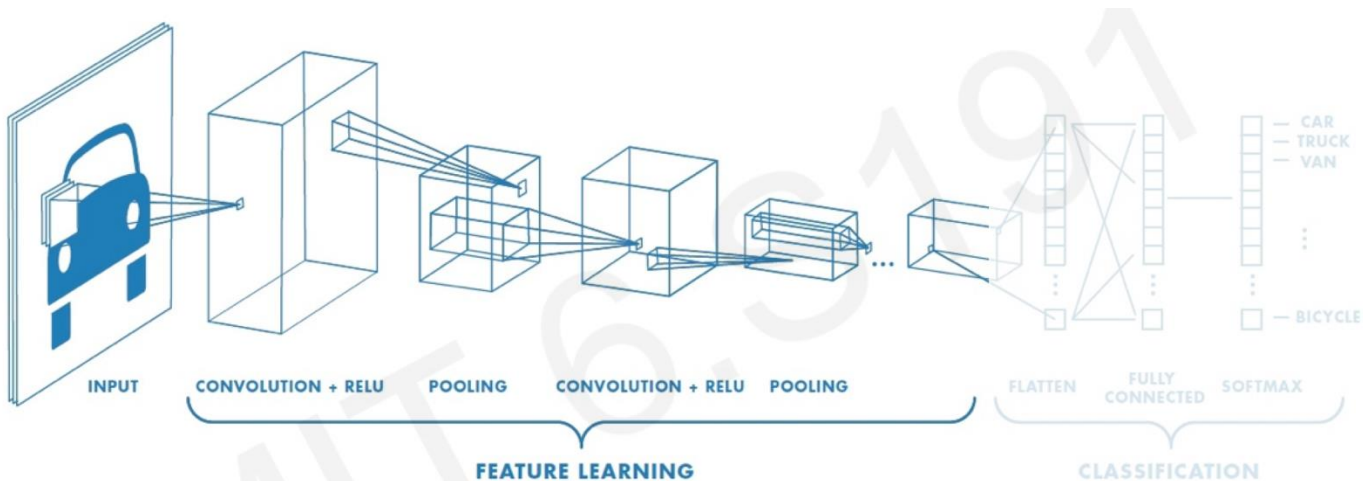 MIT 6.S191
CAR
TRUCK
VAN
...
BICYCLE
INPUT
CONVOLUTION + RELU
POOLING
CONVOLUTION + RELU
POOLING
...
FLATTEN
FULLY
CONNECTED
SOFTMAX
FEATURE LEARNING
CLASSIFICATION